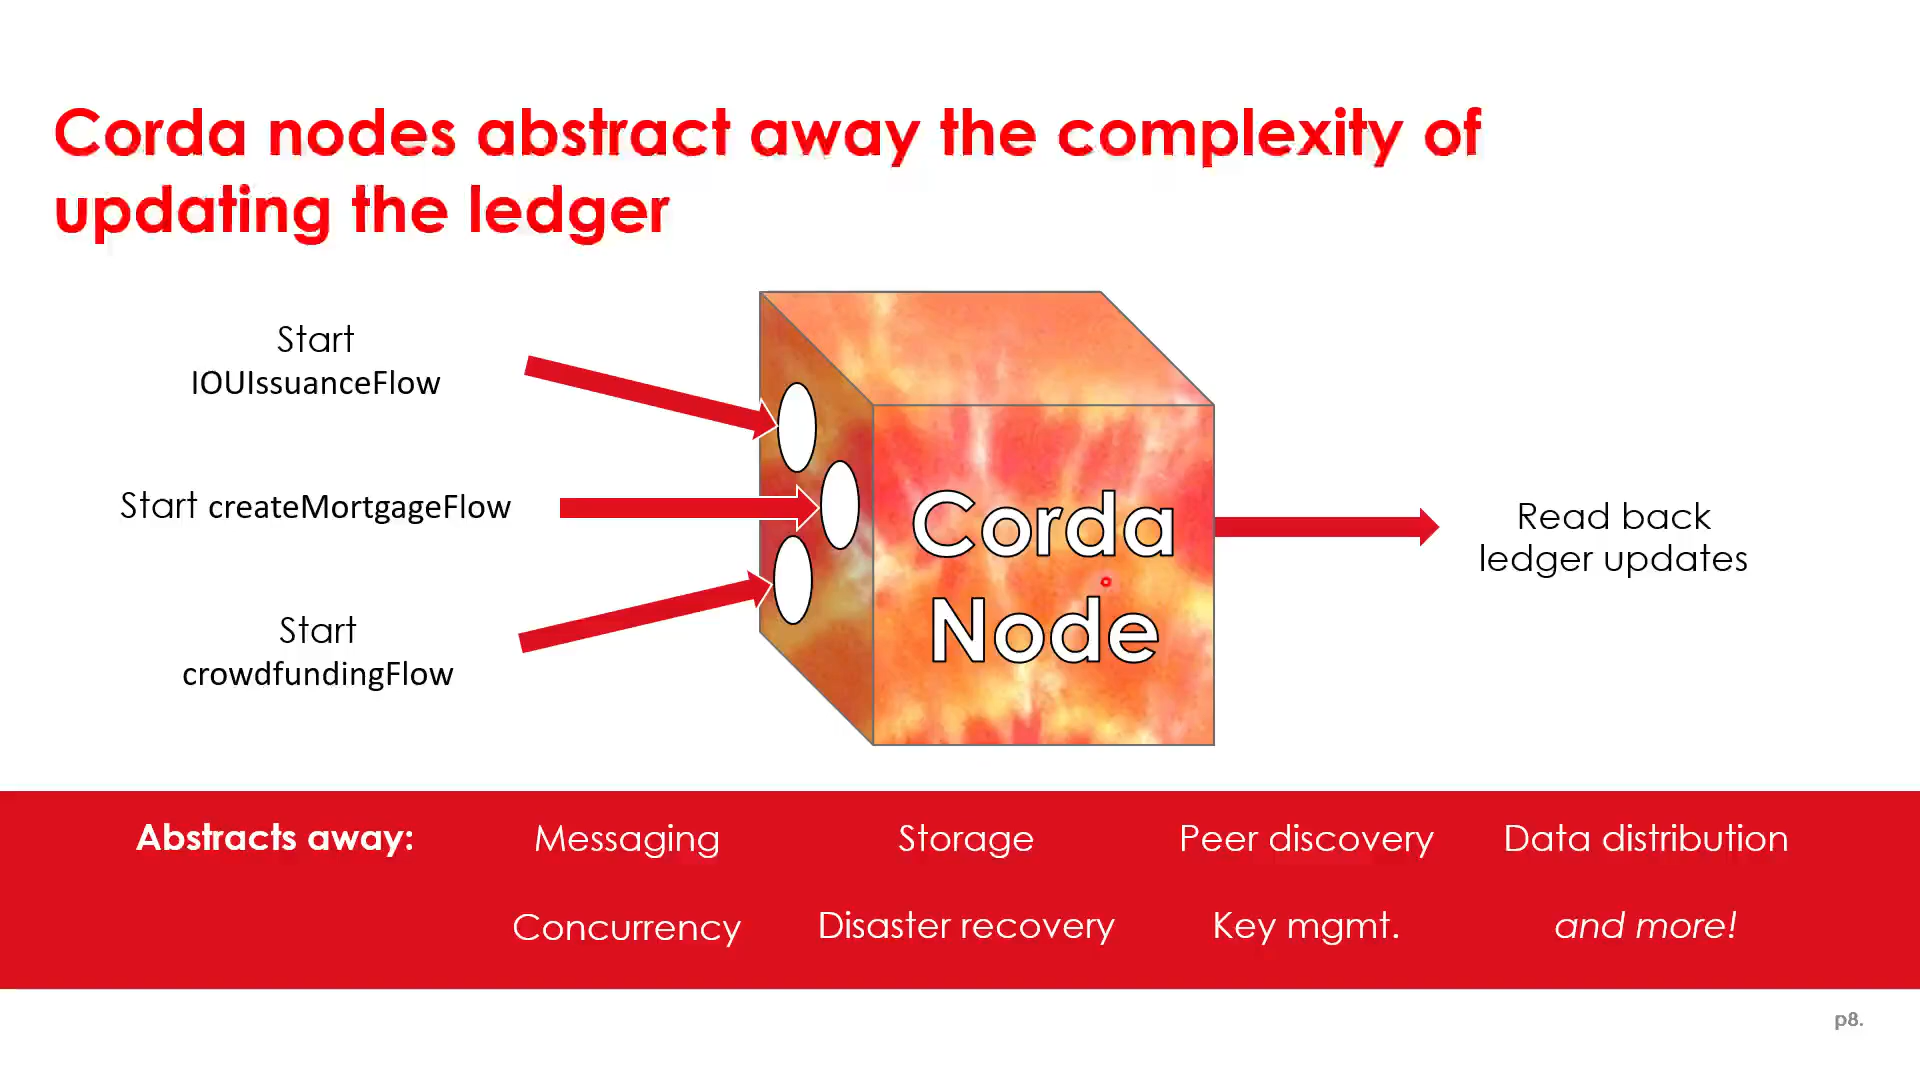 Corda nodes abstract away the complexity of
updating the ledger
Start
IOUIssuanceFlow
Start createMortgageFlow
Start
crowdfundingFlow
Corda
Node
Read back
ledger updates
Abstracts away:
Messaging
Storage
Peer discovery
Data distribution
Concurrency
Disaster recovery
Key mgmt.
and more!
p8.